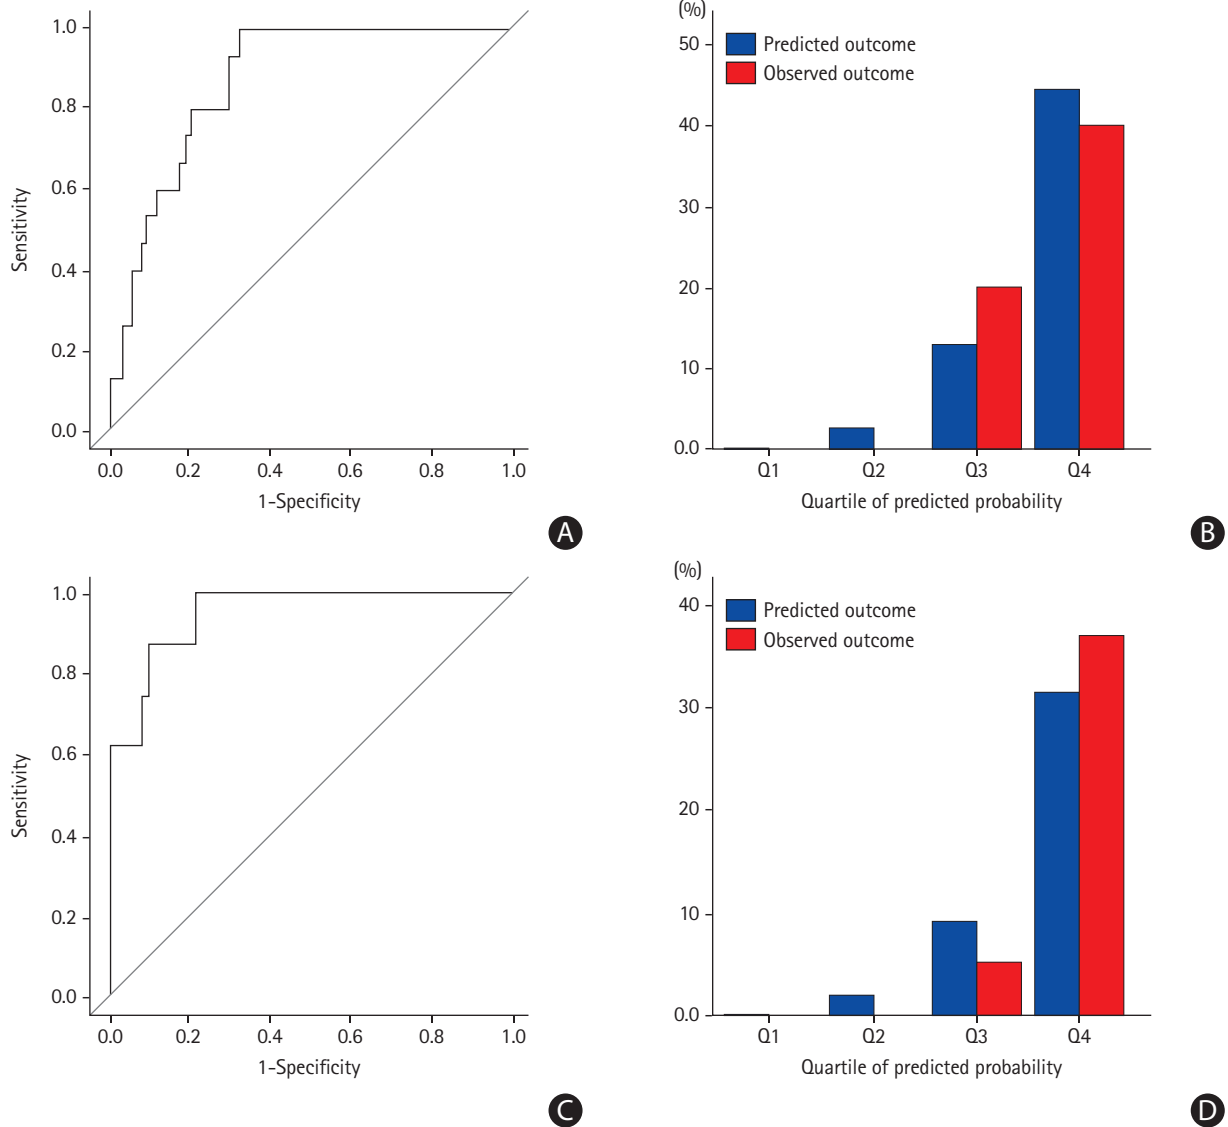 1.0
0.8
0.6
0.4
0.2
0.0
Sensitivity
0.0 0.2 0.4 0.6 0.8 1.0
1-Specificity
A
(%)
50
40
30
20
10
0.0
Predicted outcome
Observed outcome
Q1 Q2 Q3 Q4
Quartile of predicted probability
B
1.0
0.8
0.6
0.4
0.2
0.0
Sensitivity
0.0 0.2 0.4 0.6 0.8 1.0
1-Specificity
C
(%)
40
30
20
10
0.0
Predicted outcome
Observed outcome
Q1 Q2 Q3 Q4
Quartile of predicted probability
D